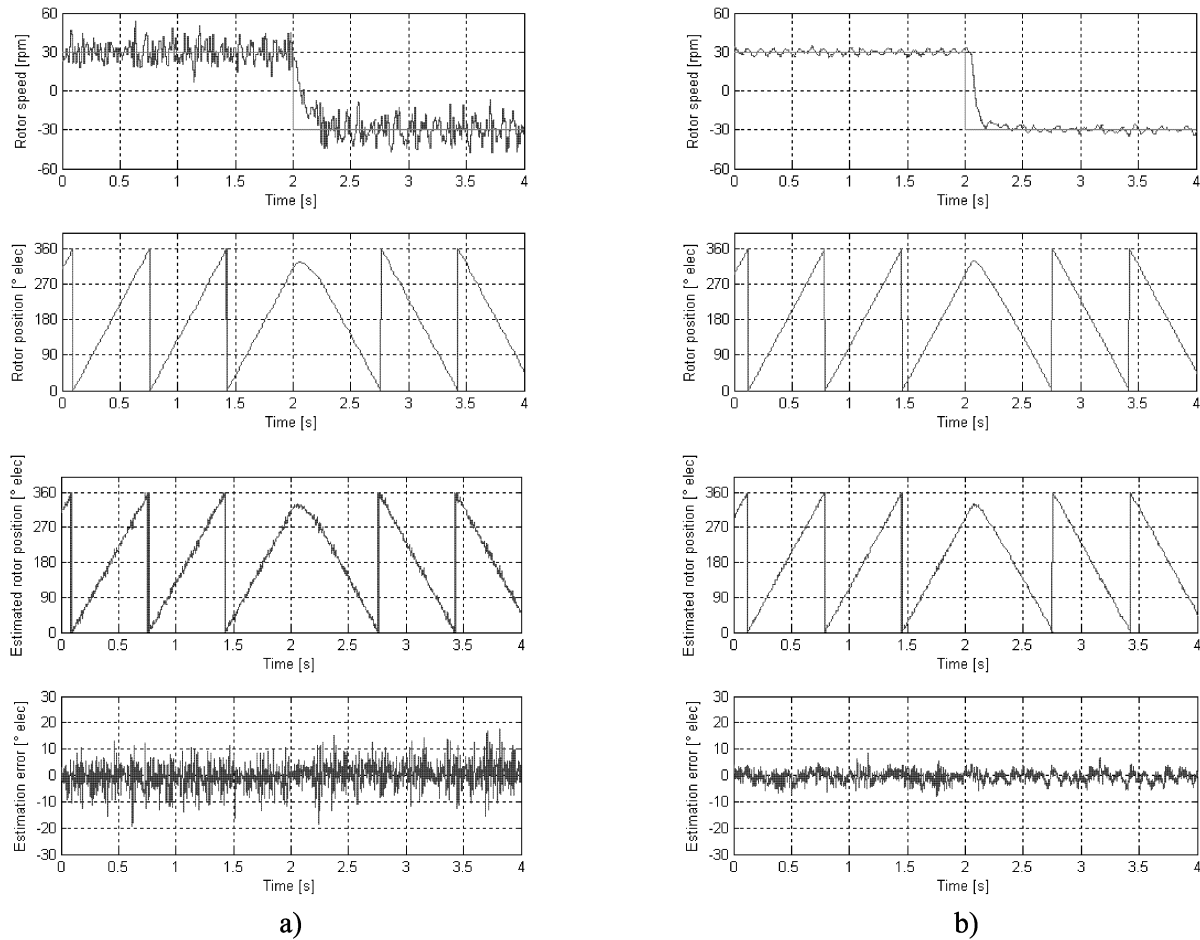 Rotor speed [rpm]
60
30
0
-30
-60
0 0.5 1 1.5 2 2.5 3 3.5 4
Time [s]
Rotor position [° elec]
360
270
180
90
0
0 0.5 1 1.5 2 2.5 3 3.5 4
Time [s]
Estimated rotor position [° elec]
360
270
180
90
0
0 0.5 1 1.5 2 2.5 3 3.5 4
Time [s]
Estimation error [° elec]
30
20
10
0
-10
-20
-30
0 0.5 1 1.5 2 2.5 3 3.5 4
Time [s]
a)
Rotor speed [rpm]
60
30
0
-30
-60
0 0.5 1 1.5 2 2.5 3 3.5 4
Time [s]
Rotor position [° elec]
360
270
180
90
0
0 0.5 1 1.5 2 2.5 3 3.5 4
Time [s]
Estimated rotor position [° elec]
360
270
180
90
0
0 0.5 1 1.5 2 2.5 3 3.5 4
Time [s]
Estimation error [° elec]
30
20
10
0
-10
-20
-30
0 0.5 1 1.5 2 2.5 3 3.5 4
Time [s]
b)